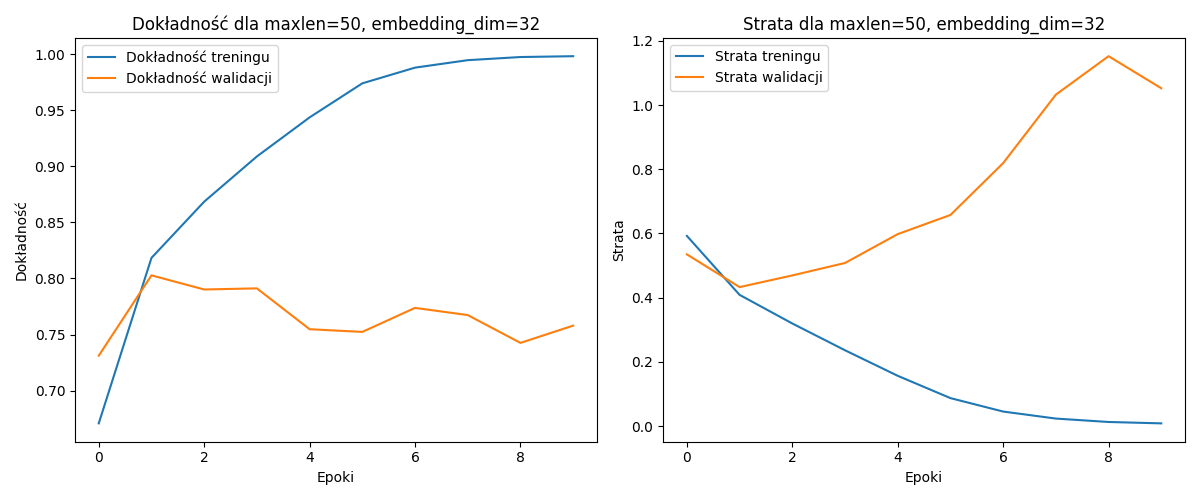 Dokładność dla maxlen=50, embedding_dim=32
Dokładność treningu
Dokładność walidacji
Dokładność
1.00
0.95
0.90
0.85
0.80
0.75
0.70
0 2 4 6 8
Epoki
Strata dla maxlen=50, embedding_dim=32
Strata treningu
Strata walidacji
Strata
1.2
1.0
0.8
0.6
0.4
0.2
0.0
0 2 4 6 8
Epoki